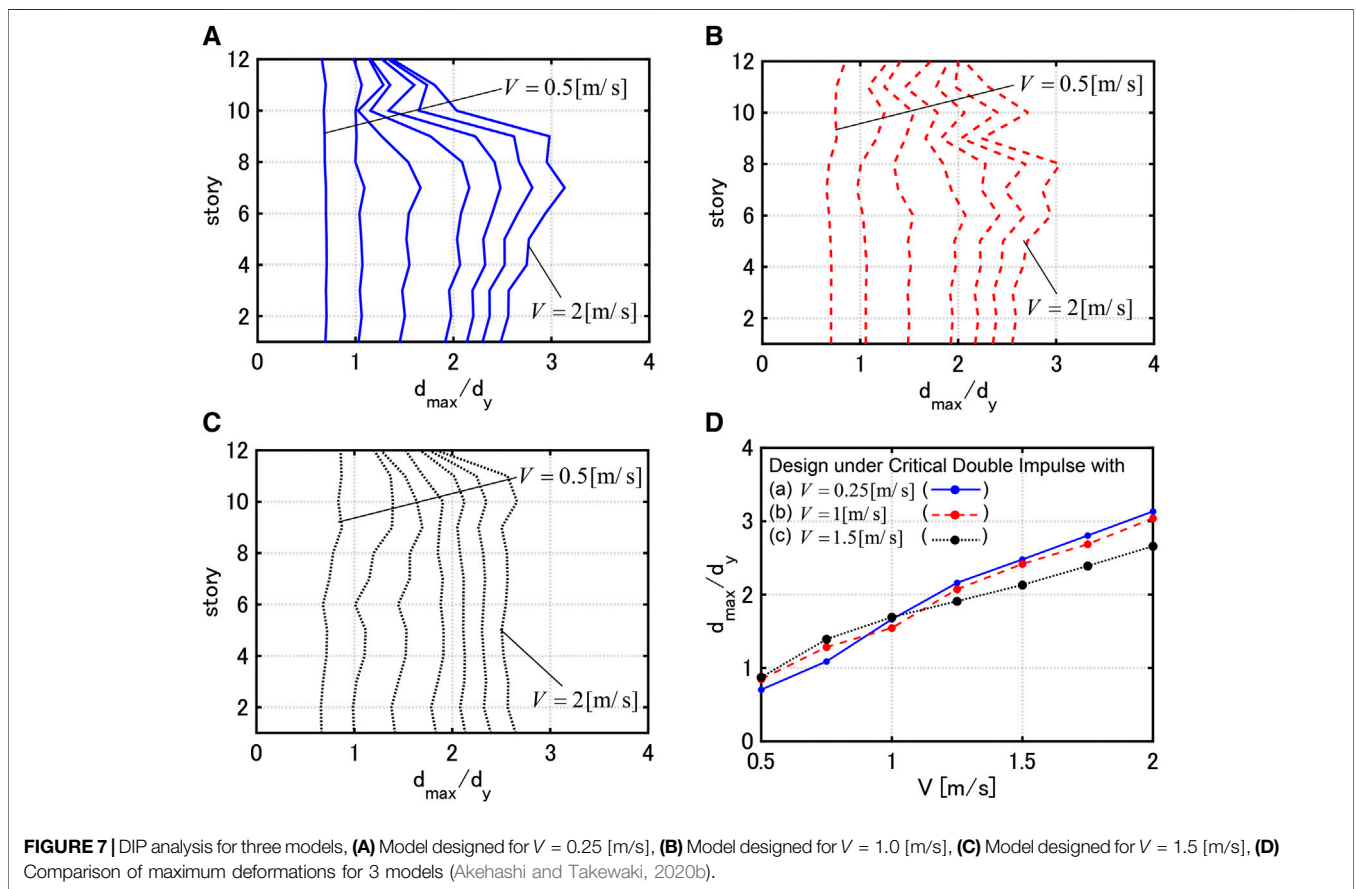 A
12
10
8
6
4
2
story
V = 0.5[m/s]
V = 2[m/s]
0 1 2 3 4
d_max/d_y
B
12
10
8
6
4
2
story
V = 0.5[m/s]
V = 2[m/s]
0 1 2 3 4
d_max/d_y
C
12
10
8
6
4
2
story
V = 0.5[m/s]
V = 2[m/s]
0 1 2 3 4
d_max/d_y
D
4
3
2
1
0
d_max/d_y
Design under Critical Double Impulse with
(a) V = 0.25[m/s] ( )
(b) V = 1[m/s] ( )
(c) V = 1.5[m/s] ( )
0.5 1 1.5 2
V [m/s]
FIGURE 7 | DIP analysis for three models, (A) Model designed for V = 0.25 [m/s], (B) Model designed for V = 1.0 [m/s], (C) Model designed for V = 1.5 [m/s], (D)
Comparison of maximum deformations for 3 models (Akehashi and Takewaki, 2020b).